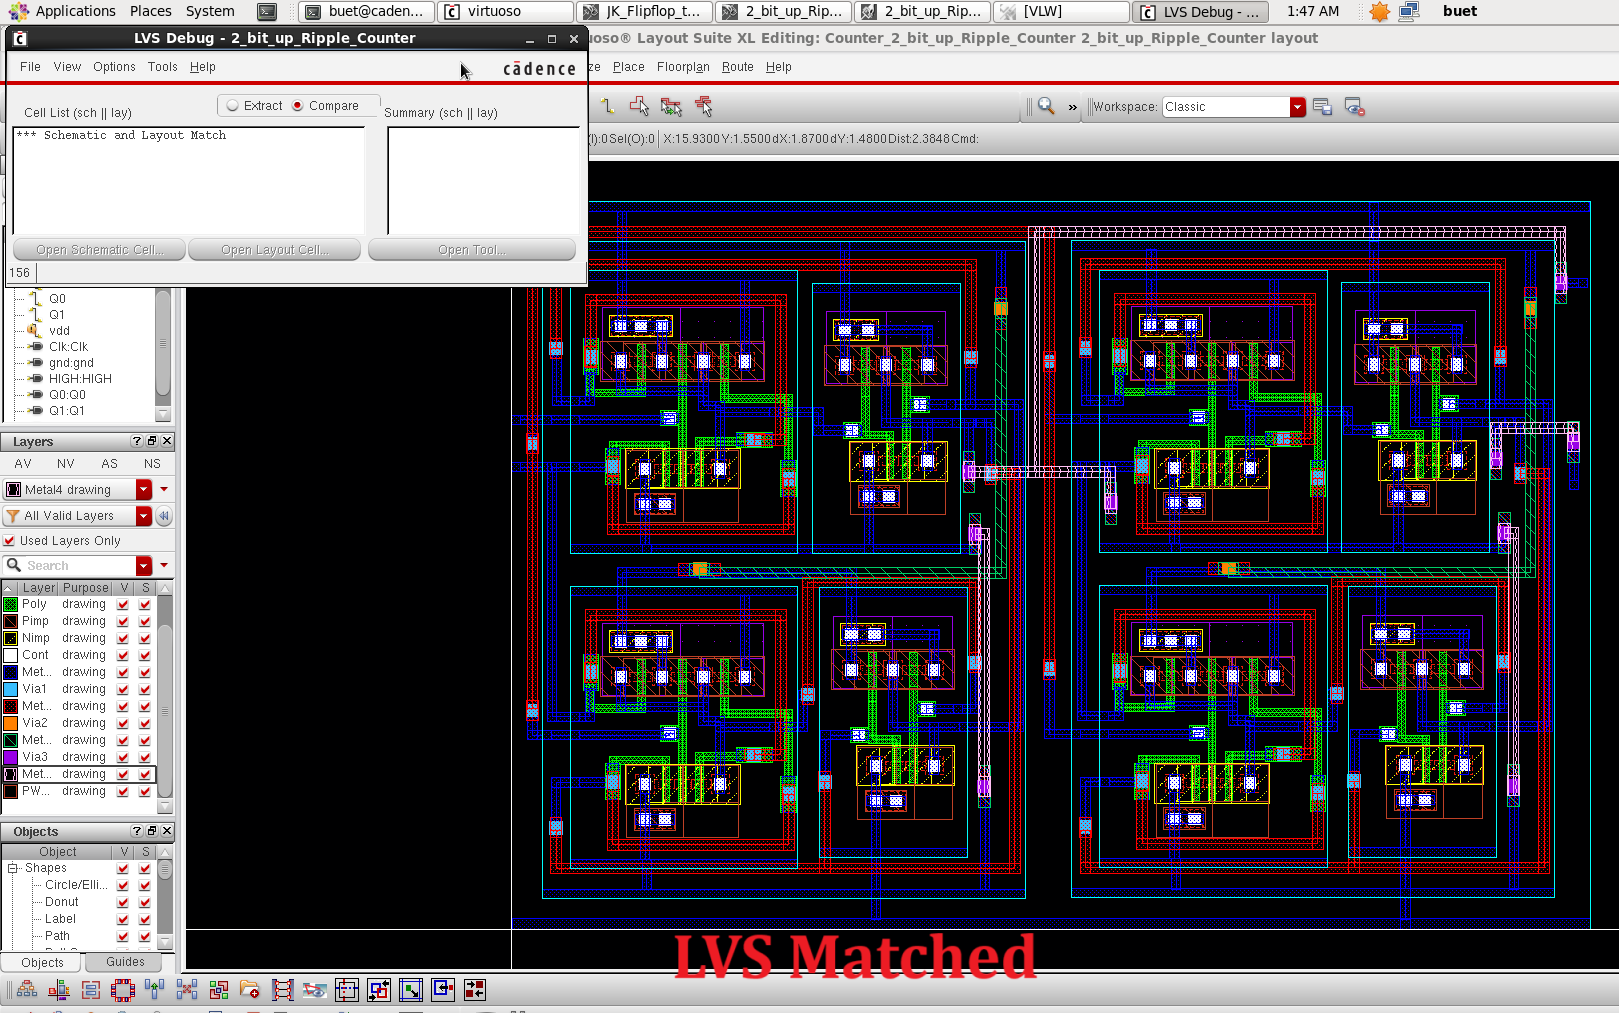 Applications Places System buet@caden... virtuoso JK_Flipflop_t... 2_bit_up_Rip... 2_bit_up_Rip... [VLW] LVS Debug - ... 1:47 AM buet
LVS Debug - 2_bit_up_Ripple_Counter
uoso® Layout Suite XL Editing: Counter_2_bit_up_Ripple_Counter 2_bit_up_Ripple_Counter layout
File View Options Tools Help
cādence
ze Place Floorplan Route Help
Extract Compare
Cell List (sch || lay)
Summary (sch || lay)
» Workspace: Classic
*** Schematic and Layout Match
(I):0 Sel(O):0 X:15.9300 Y:1.5500 dX:1.8700 dY:1.4800 Dist:2.3848 Cmd:
Open Schematic Cell... Open Layout Cell... Open Tool...
156
Q0
Q1
vdd
Clk:Clk
gnd:gnd
HIGH:HIGH
Q0:Q0
Q1:Q1
Layers
AV NV AS NS
Metal4 drawing
All Valid Layers
Used Layers Only
Search
Layer Purpose V S
Poly drawing
Pimp drawing
Nimp drawing
Cont drawing
Met... drawing
Via1 drawing
Met... drawing
Via2 drawing
Met... drawing
Via3 drawing
Met... drawing
PW... drawing
Objects
Object V S
Shapes
Circle/Elli...
Donut
Label
Path
Objects Guides
LVS Matched